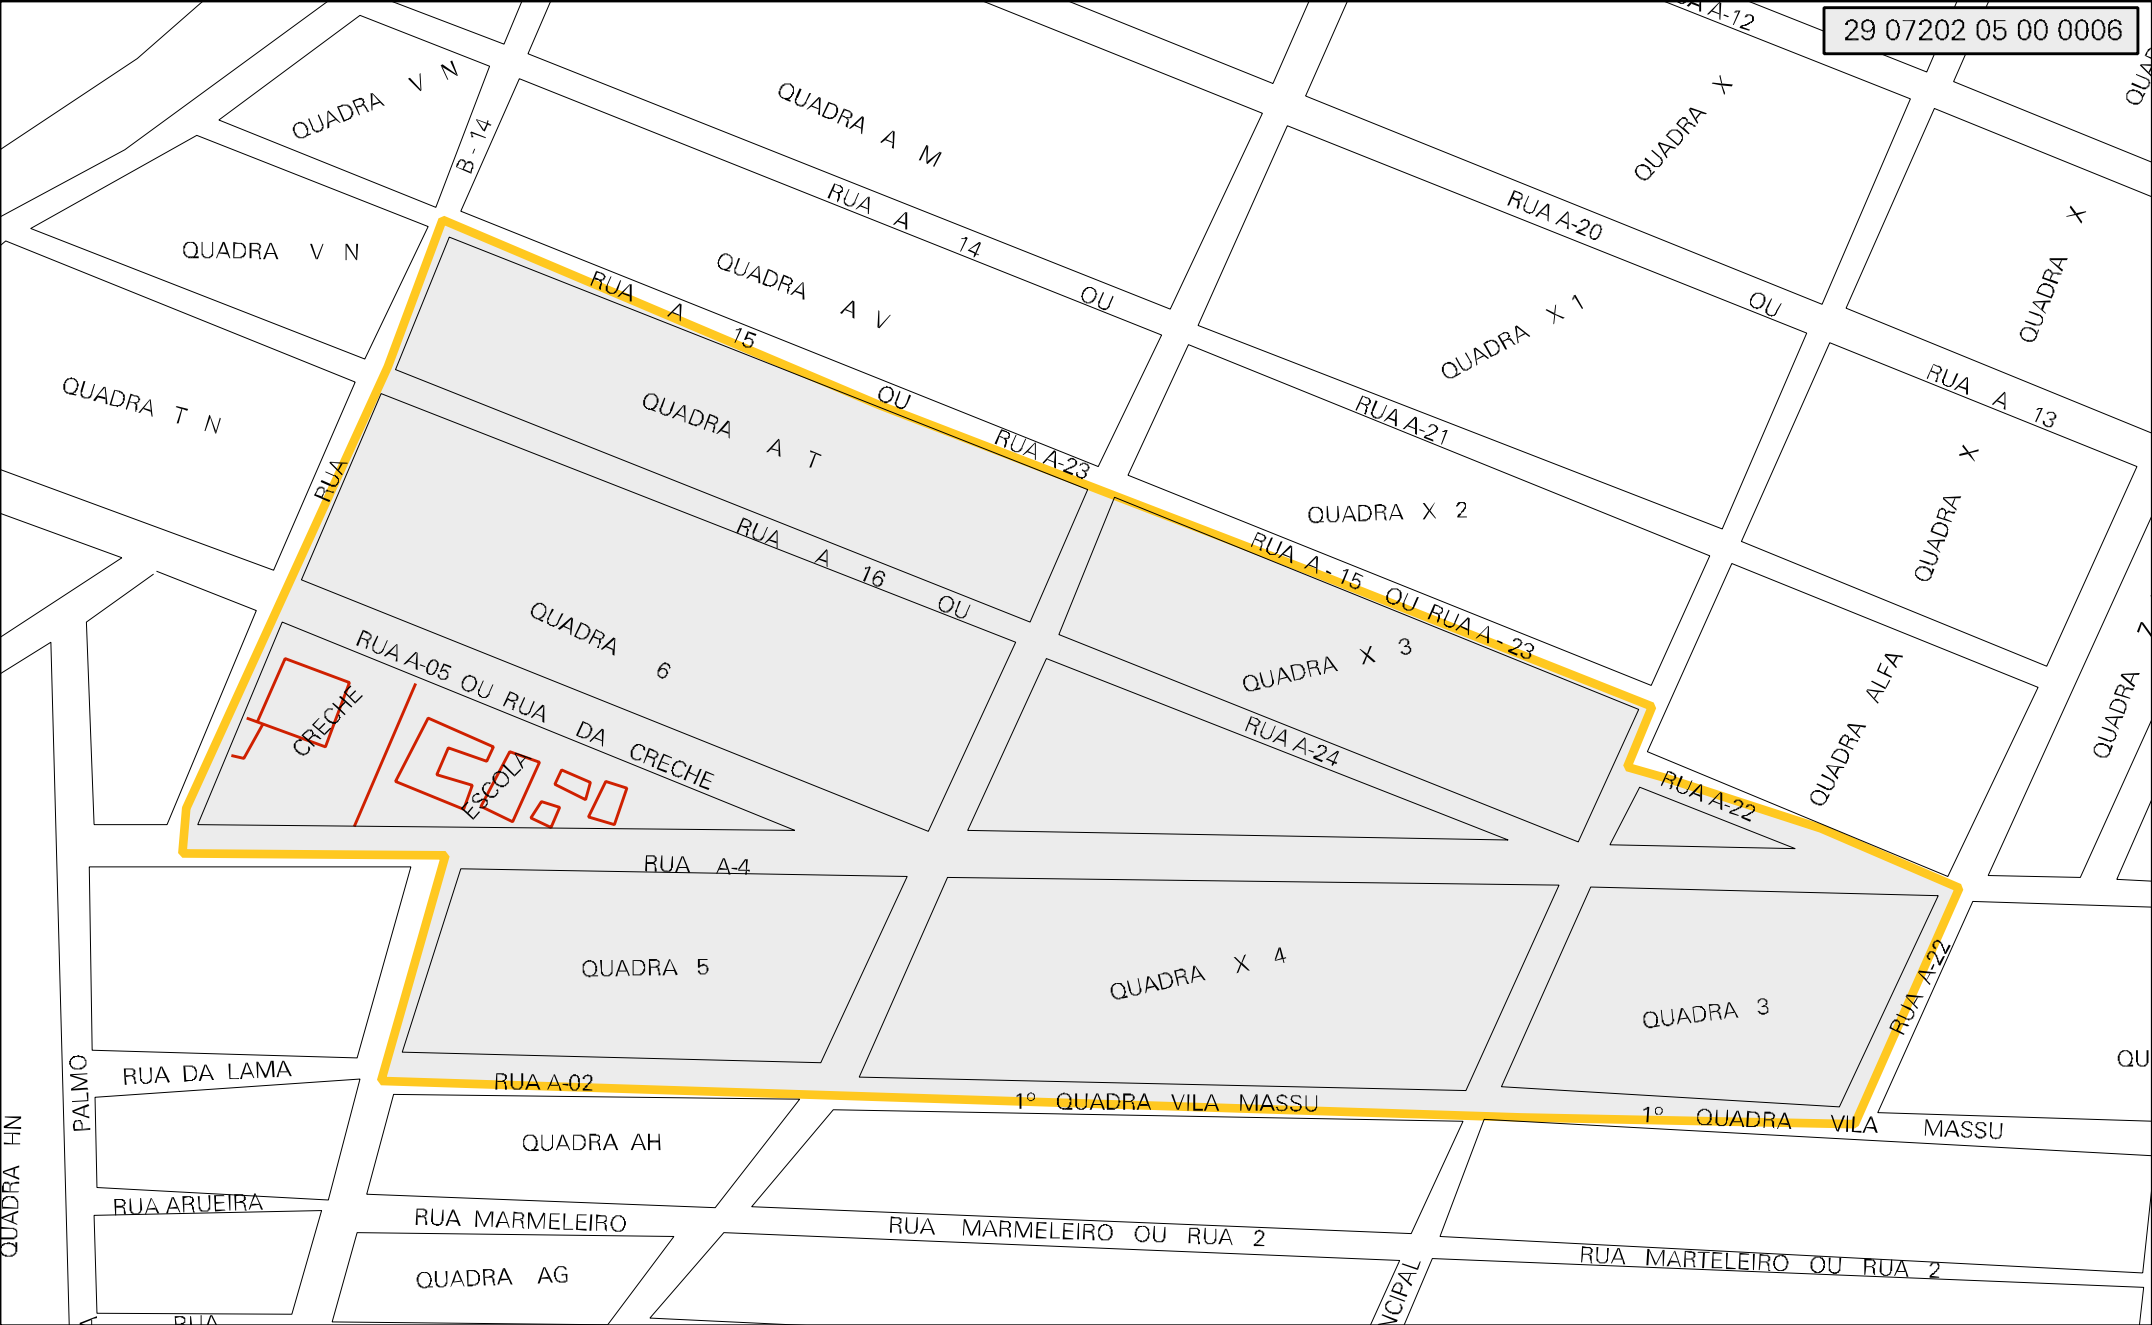 29 07202 05 00 0006
A-12
QUADRA V N
B - 14
QUADRA A M
QUADRA X
QUADRA V N
RUA A 14 OU
RUA A-20 OU
QUADRA X
QUADRA A V
RUA A 15 OU RUA A-23
QUADRA X 1
QUADRA T N
RUA A 13
QUADRA A T
RUA A-21
RUA
QUADRA X 2
QUADRA X
RUA A 16 OU
RUA A - 15 OU RUA A - 23
QUADRA 6
QUADRA X 3
RUA A-05 OU RUA DA CRECHE
CRECHE
ESCOLA
RUA A-24
QUADRA ALFA
QUADRA Z
RUA A-22
RUA A-4
QUADRA 5
QUADRA X 4
QUADRA 3
RUA A-22
RUA DA LAMA
PALMO
RUA A-02
1º QUADRA VILA MASSU
1º QUADRA VILA MASSU
QUADRA HN
QUADRA AH
RUA ARUEIRA
RUA MARMELEIRO
RUA MARMELEIRO OU RUA 2
RUA MARTELEIRO OU RUA 2
QUADRA AG
RUA